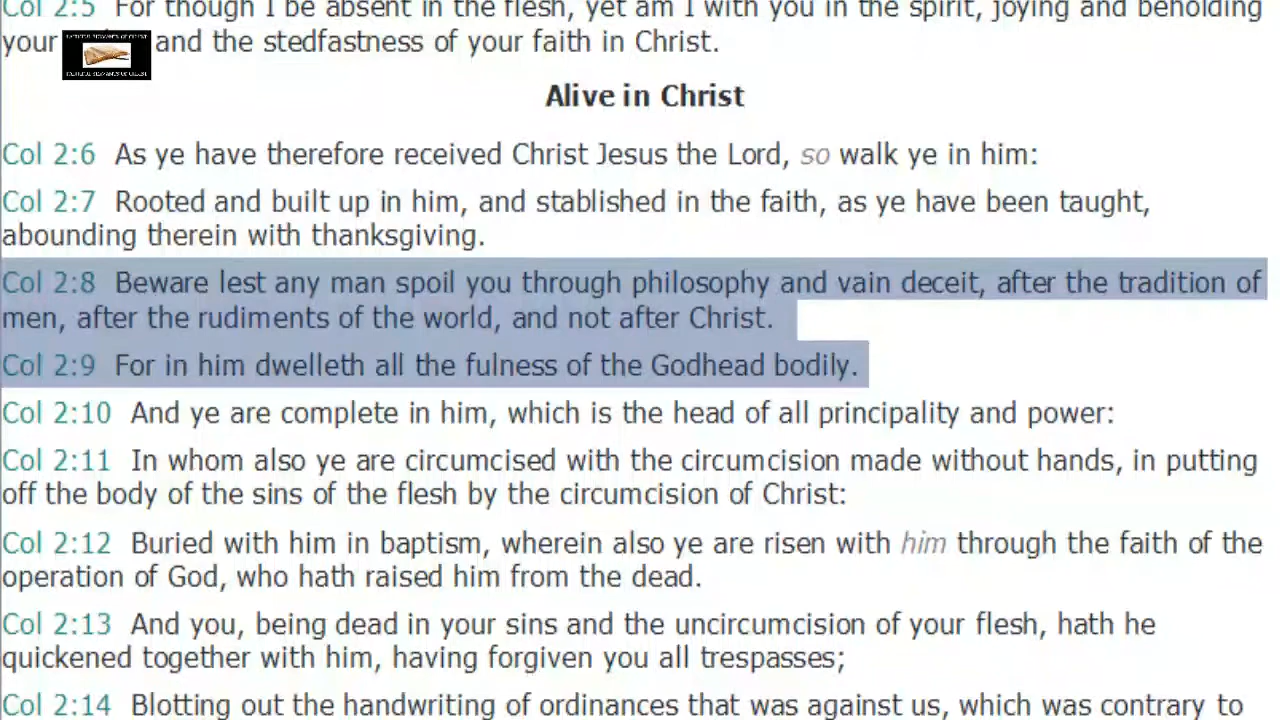 Col 2:5 For though I be absent in the flesh, yet am I with you in the spirit, joying and beholding
your and the stedfastness of your faith in Christ.
Alive in Christ
Col 2:6 As ye have therefore received Christ Jesus the Lord, so walk ye in him:
Col 2:7 Rooted and built up in him, and stablished in the faith, as ye have been taught,
abounding therein with thanksgiving.
Col 2:8 Beware lest any man spoil you through philosophy and vain deceit, after the tradition of
men, after the rudiments of the world, and not after Christ.
Col 2:9 For in him dwelleth all the fulness of the Godhead bodily.
Col 2:10 And ye are complete in him, which is the head of all principality and power:
Col 2:11 In whom also ye are circumcised with the circumcision made without hands, in putting
off the body of the sins of the flesh by the circumcision of Christ:
Col 2:12 Buried with him in baptism, wherein also ye are risen with him through the faith of the
operation of God, who hath raised him from the dead.
Col 2:13 And you, being dead in your sins and the uncircumcision of your flesh, hath he
quickened together with him, having forgiven you all trespasses;
Col 2:14 Blotting out the handwriting of ordinances that was against us, which was contrary to